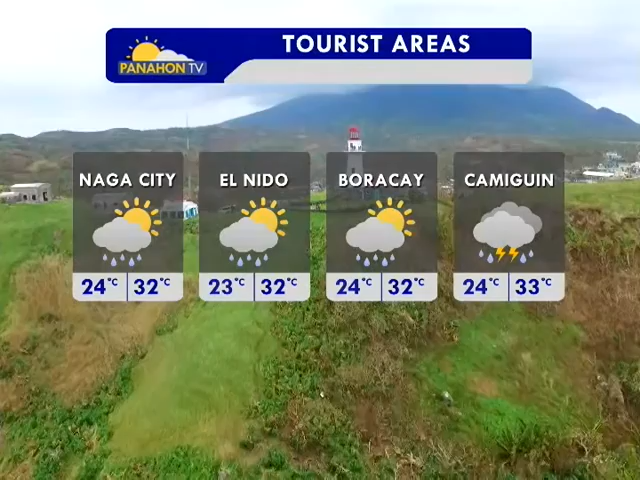 TOURIST AREAS
PANAHON TV
NAGA CITY
24°C 32°C
EL NIDO
23°C 32°C
BORACAY
24°C 32°C
CAMIGUIN
24°C 33°C